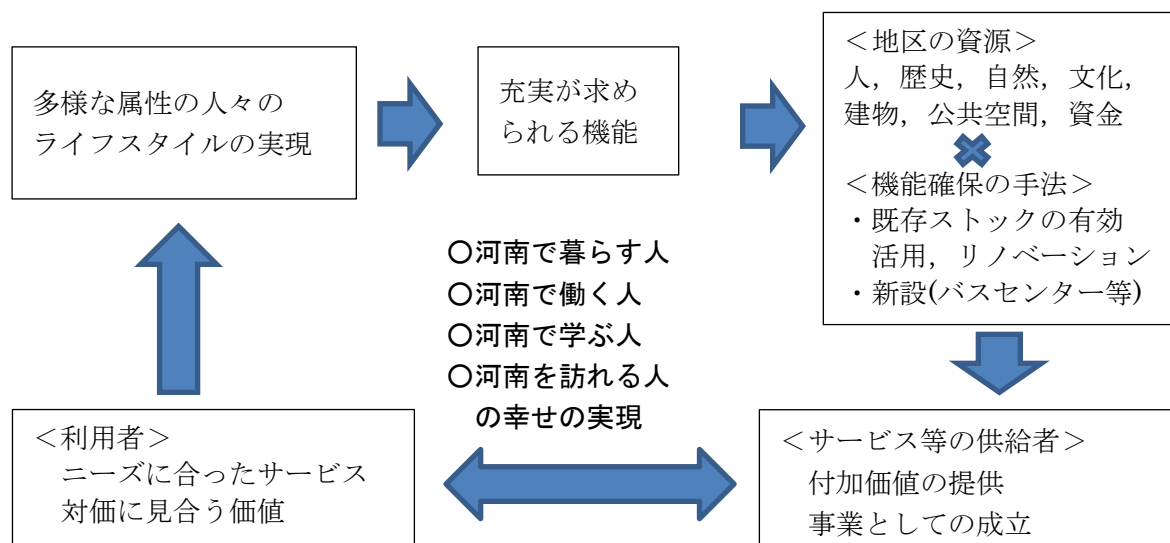 多様な属性の人々の
ライフスタイルの実現
充実が求め
られる機能
＜地区の資源＞
人，歴史，自然，文化，
建物，公共空間，資金
＜機能確保の手法＞
・既存ストックの有効
活用，リノベーション
・新設(バスセンター等)
〇河南で暮らす人
〇河南で働く人
〇河南で学ぶ人
〇河南を訪れる人
の幸せの実現
＜利用者＞
ニーズに合ったサービス
対価に見合う価値
＜サービス等の供給者＞
付加価値の提供
事業としての成立